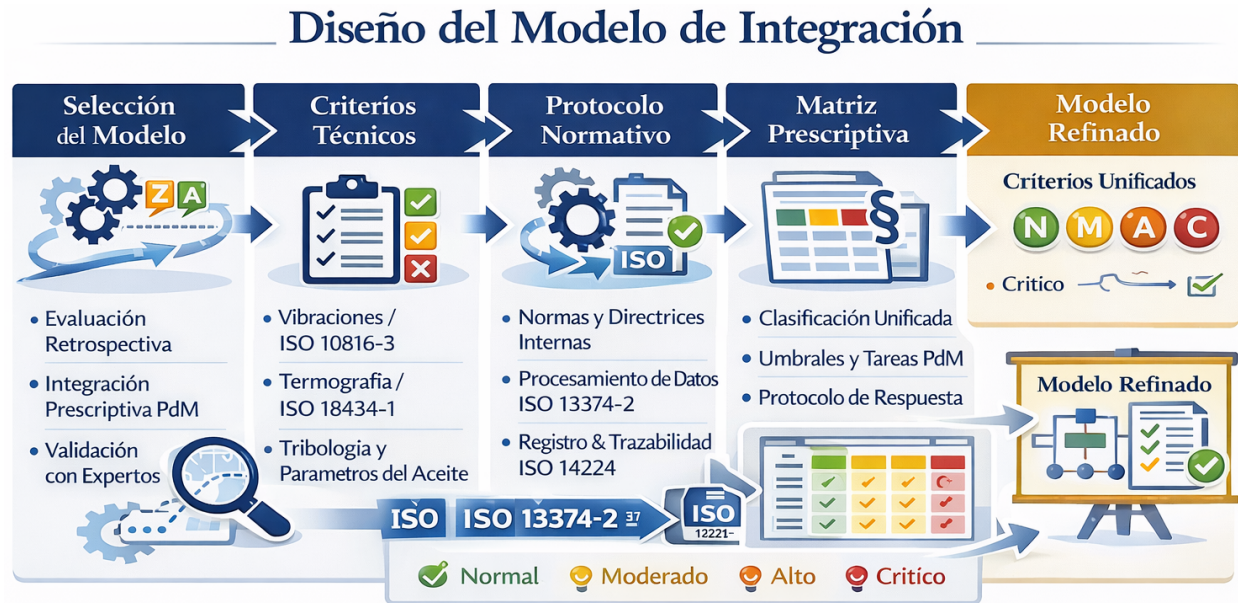 Diseño del Modelo de Integración
Selección
del Modelo
Z A
• Evaluación
Retrospectiva
• Integración
Prescriptiva PdM
• Validación
con Expertos
Criterios
Técnicos
• Vibraciones /
ISO 10816-3
• Termografia /
ISO 18434-1
• Tribologia y
Parametros del Aceite
Protocolo
Normativo
ISO
• Normas y Directrices
Internas
• Procesamiento de Datos
ISO 13374-2
• Registro & Trazabilidad
ISO 14224
Matriz
Prescriptiva
§
• Clasificación Unificada
• Umbrales y Tareas PdM
• Protocolo de Respuesta
Modelo
Refinado
Criterios Unificados
N M A C
• Critico
Modelo Refinado
ISO ISO 13374-2 37
ISO
12221-
Normal Moderado Alto Critíco